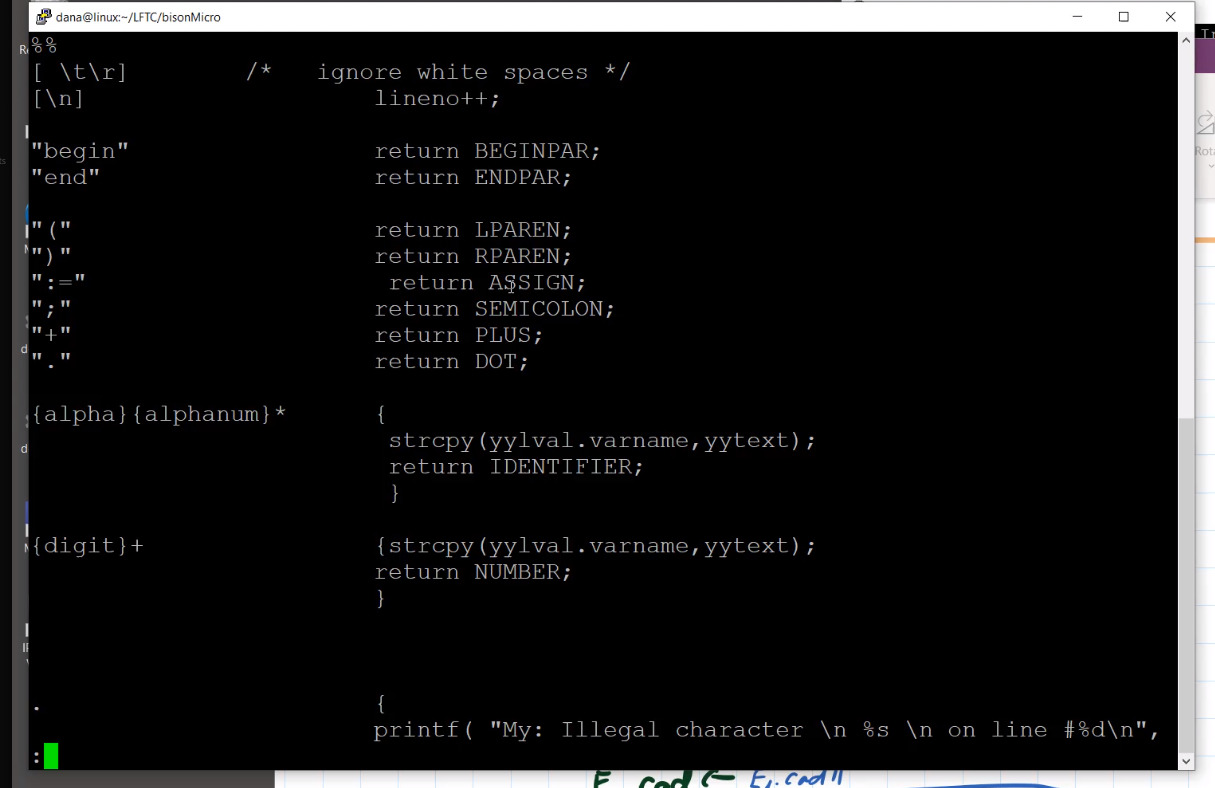 dana@linux:~/LFTC/bisonMicro
%%
[ \t\r] /* ignore white spaces */
[\n] lineno++;
"begin" return BEGINPAR;
"end" return ENDPAR;
"(" return LPAREN;
")" return RPAREN;
":=" return ASSIGN;
";" return SEMICOLON;
"+" return PLUS;
"." return DOT;
{alpha}{alphanum}* {
strcpy(yylval.varname,yytext);
return IDENTIFIER;
}
{digit}+ {strcpy(yylval.varname,yytext);
return NUMBER;
}
. {
printf( "My: Illegal character \n %s \n on line #%d\n",
: